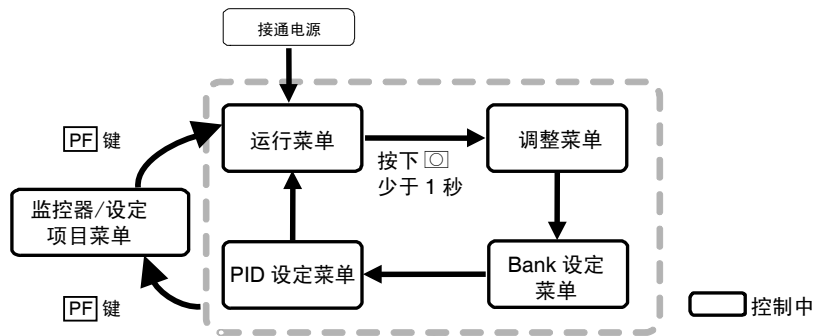 接通电源
PF 键
运行菜单
按下
少于 1 秒
调整菜单
监控器/设定
项目菜单
PID 设定菜单
Bank 设定
菜单
PF 键
控制中